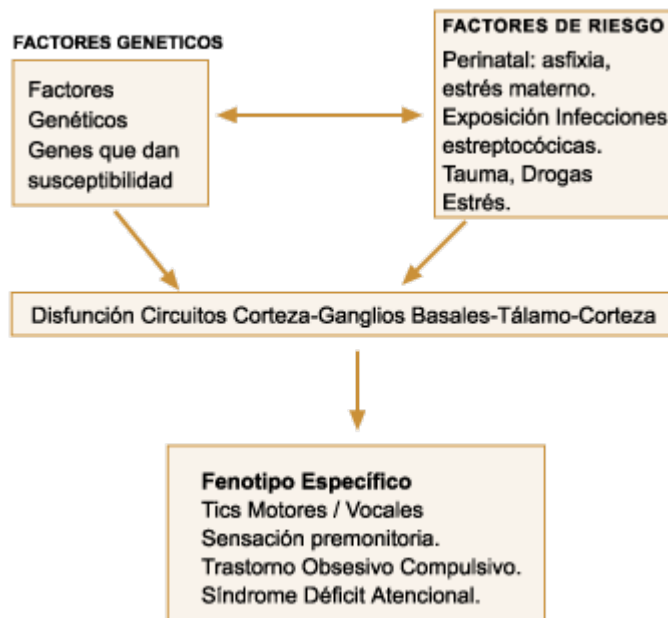 FACTORES GENETICOS
Factores
Genéticos
Genes que dan
susceptibilidad
FACTORES DE RIESGO
Perinatal: asfixia,
estrés materno.
Exposición Infecciones
estreptocócicas.
Tauma, Drogas
Estrés.
Disfunción Circuitos Corteza-Ganglios Basales-Tálamo-Corteza
Fenotipo Específico
Tics Motores / Vocales
Sensación premonitoria.
Trastorno Obsesivo Compulsivo.
Síndrome Déficit Atencional.